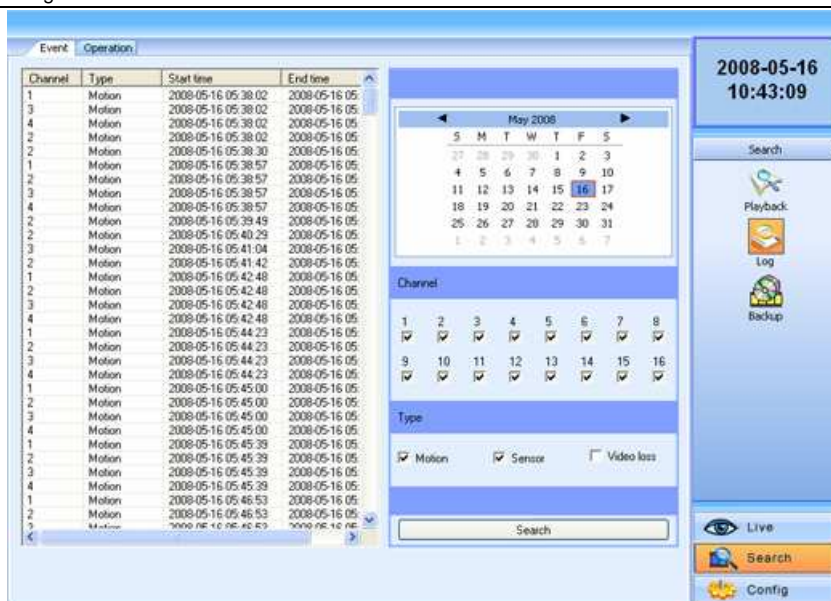 Event Operation
Channel Type Start time End time
1 Motion 2008-05-16 05:38:02 2008-05-16 05:
3 Motion 2008-05-16 05:38:02 2008-05-16 05:
4 Motion 2008-05-16 05:38:02 2008-05-16 05:
2 Motion 2008-05-16 05:38:02 2008-05-16 05:
2 Motion 2008-05-16 05:38:30 2008-05-16 05:
1 Motion 2008-05-16 05:38:57 2008-05-16 05:
2 Motion 2008-05-16 05:38:57 2008-05-16 05:
3 Motion 2008-05-16 05:38:57 2008-05-16 05:
4 Motion 2008-05-16 05:38:57 2008-05-16 05:
2 Motion 2008-05-16 05:39:49 2008-05-16 05:
2 Motion 2008-05-16 05:40:29 2008-05-16 05:
3 Motion 2008-05-16 05:41:04 2008-05-16 05:
2 Motion 2008-05-16 05:41:42 2008-05-16 05:
1 Motion 2008-05-16 05:42:48 2008-05-16 05:
2 Motion 2008-05-16 05:42:48 2008-05-16 05:
3 Motion 2008-05-16 05:42:48 2008-05-16 05:
4 Motion 2008-05-16 05:42:48 2008-05-16 05:
1 Motion 2008-05-16 05:44:23 2008-05-16 05:
2 Motion 2008-05-16 05:44:23 2008-05-16 05:
3 Motion 2008-05-16 05:44:23 2008-05-16 05:
4 Motion 2008-05-16 05:44:23 2008-05-16 05:
1 Motion 2008-05-16 05:45:00 2008-05-16 05:
2 Motion 2008-05-16 05:45:00 2008-05-16 05:
3 Motion 2008-05-16 05:45:00 2008-05-16 05:
4 Motion 2008-05-16 05:45:00 2008-05-16 05:
1 Motion 2008-05-16 05:45:39 2008-05-16 05:
2 Motion 2008-05-16 05:45:39 2008-05-16 05:
3 Motion 2008-05-16 05:45:39 2008-05-16 05:
4 Motion 2008-05-16 05:45:39 2008-05-16 05:
1 Motion 2008-05-16 05:46:53 2008-05-16 05:
2 Motion 2008-05-16 05:46:53 2008-05-16 05:
May 2008
S M T W T F S
27 28 29 30 1 2 3
4 5 6 7 8 9 10
11 12 13 14 15 16 17
18 19 20 21 22 23 24
25 26 27 28 29 30 31
1 2 3 4 5 6 7
Channel
1 2 3 4 5 6 7 8
9 10 11 12 13 14 15 16
Type
Motion Sensor Video loss
Search
2008-05-16
10:43:09
Search
Playback
Log
Backup
Live
Search
Config